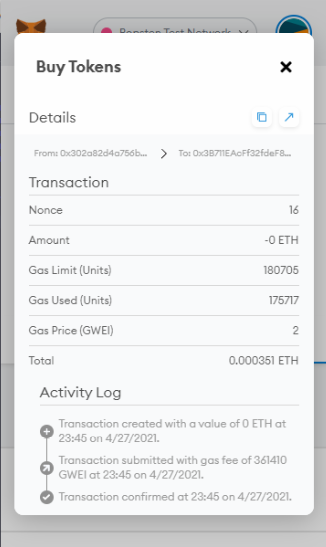 Ropsten Test Network
Buy Tokens
Details
From: 0x302a82d4a756b...
To: 0x3B711EAcFf32fdeF8...
Transaction
Nonce 16
Amount -0 ETH
Gas Limit (Units) 180705
Gas Used (Units) 175717
Gas Price (GWEI) 2
Total 0.000351 ETH
Activity Log
Transaction created with a value of 0 ETH at
23:45 on 4/27/2021.
Transaction submitted with gas fee of 361410
GWEI at 23:45 on 4/27/2021.
Transaction confirmed at 23:45 on 4/27/2021.